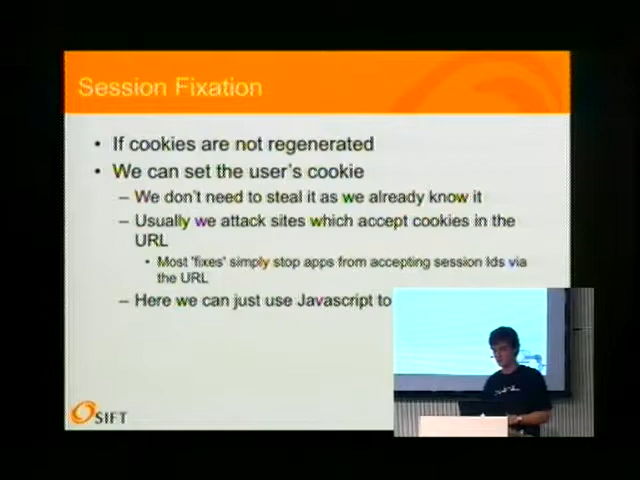 Session Fixation
• If cookies are not regenerated
• We can set the user's cookie
– We don't need to steal it as we already know it
– Usually we attack sites which accept cookies in the
URL
• Most 'fixes' simply stop apps from accepting session Ids via
the URL
– Here we can just use Javascript to
SIFT